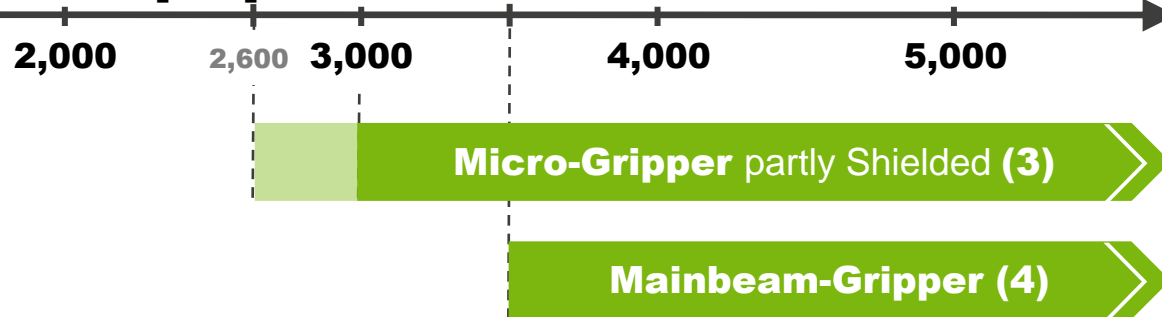 2,000 2,600 3,000 4,000 5,000
Micro-Gripper partly Shielded (3)
Mainbeam-Gripper (4)